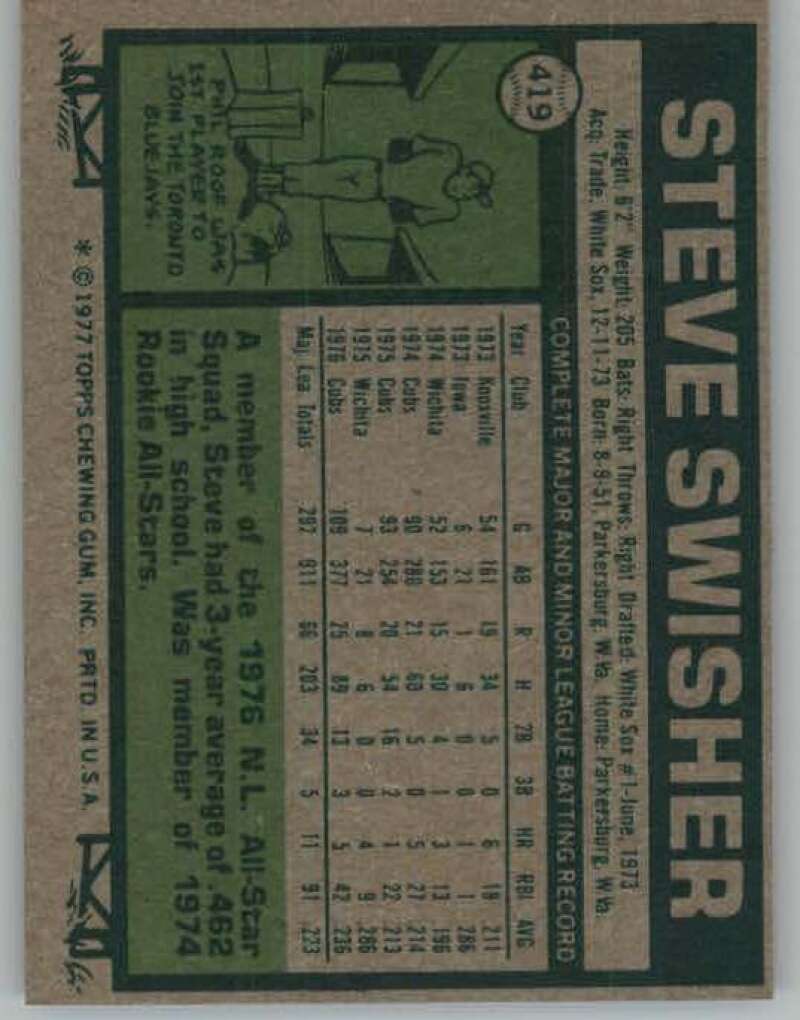 419
STEVE SWISHER
Height: 6'2" Weight: 205 Bats: Right Throws: Right Drafted: White Sox #1-June, 1973
Acq: Trade, White Sox, 12-11-73 Born: 8-9-51, Parkersburg, W.Va. Home: Parkersburg, W.Va.
COMPLETE MAJOR AND MINOR LEAGUE BATTING RECORD
Year Club G AB R H 2B 3B HR RBI AVG
1973 Knoxville 54 161 19 34 5 0 6 19 211
1973 Iowa 6 21 1 6 0 0 1 1 286
1974 Wichita 52 153 15 30 4 1 3 13 196
1974 Cubs 90 280 21 60 5 0 5 27 214
1975 Cubs 93 254 20 54 16 2 1 22 213
1975 Wichita 7 21 8 6 0 0 4 9 286
1976 Cubs 109 377 25 89 13 3 5 42 236
Maj. Lea. Totals 292 911 66 203 34 5 11 91 223
PHIL ROOF WAS
1ST PLAYER TO
JOIN THE TORONTO
BLUE JAYS.
A member of the 1976 N.L. All-Star
Squad, Steve had 3-year average of .462
in high school. Was member of 1974
Rookie All-Stars.
* © 1977 TOPPS CHEWING GUM, INC. PRTD. IN U.S.A.